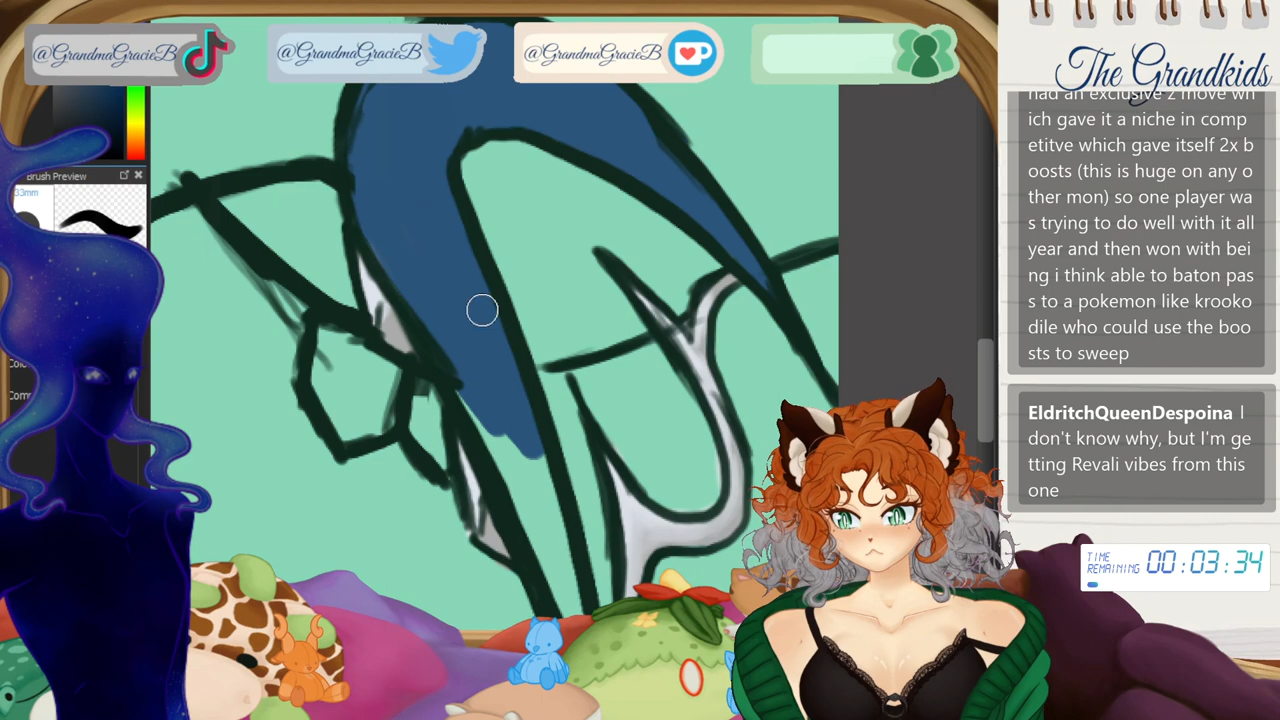 @GrandmaGracieB
@GrandmaGracieB
@GrandmaGracieB
The Grandkids
had an exclusive z move wh
ich gave it a niche in comp
etitve which gave itself 2x b
oosts (this is huge on any o
ther mon) so one player wa
s trying to do well with it all
year and then won with bei
ng i think able to baton pas
s to a pokemon like krooko
dile who could use the boo
sts to sweep
EldritchQueenDespoina I
don't know why, but I'm ge
tting Revali vibes from this
one
TIME
REMAINING 00:03:34
Brush Preview
33mm